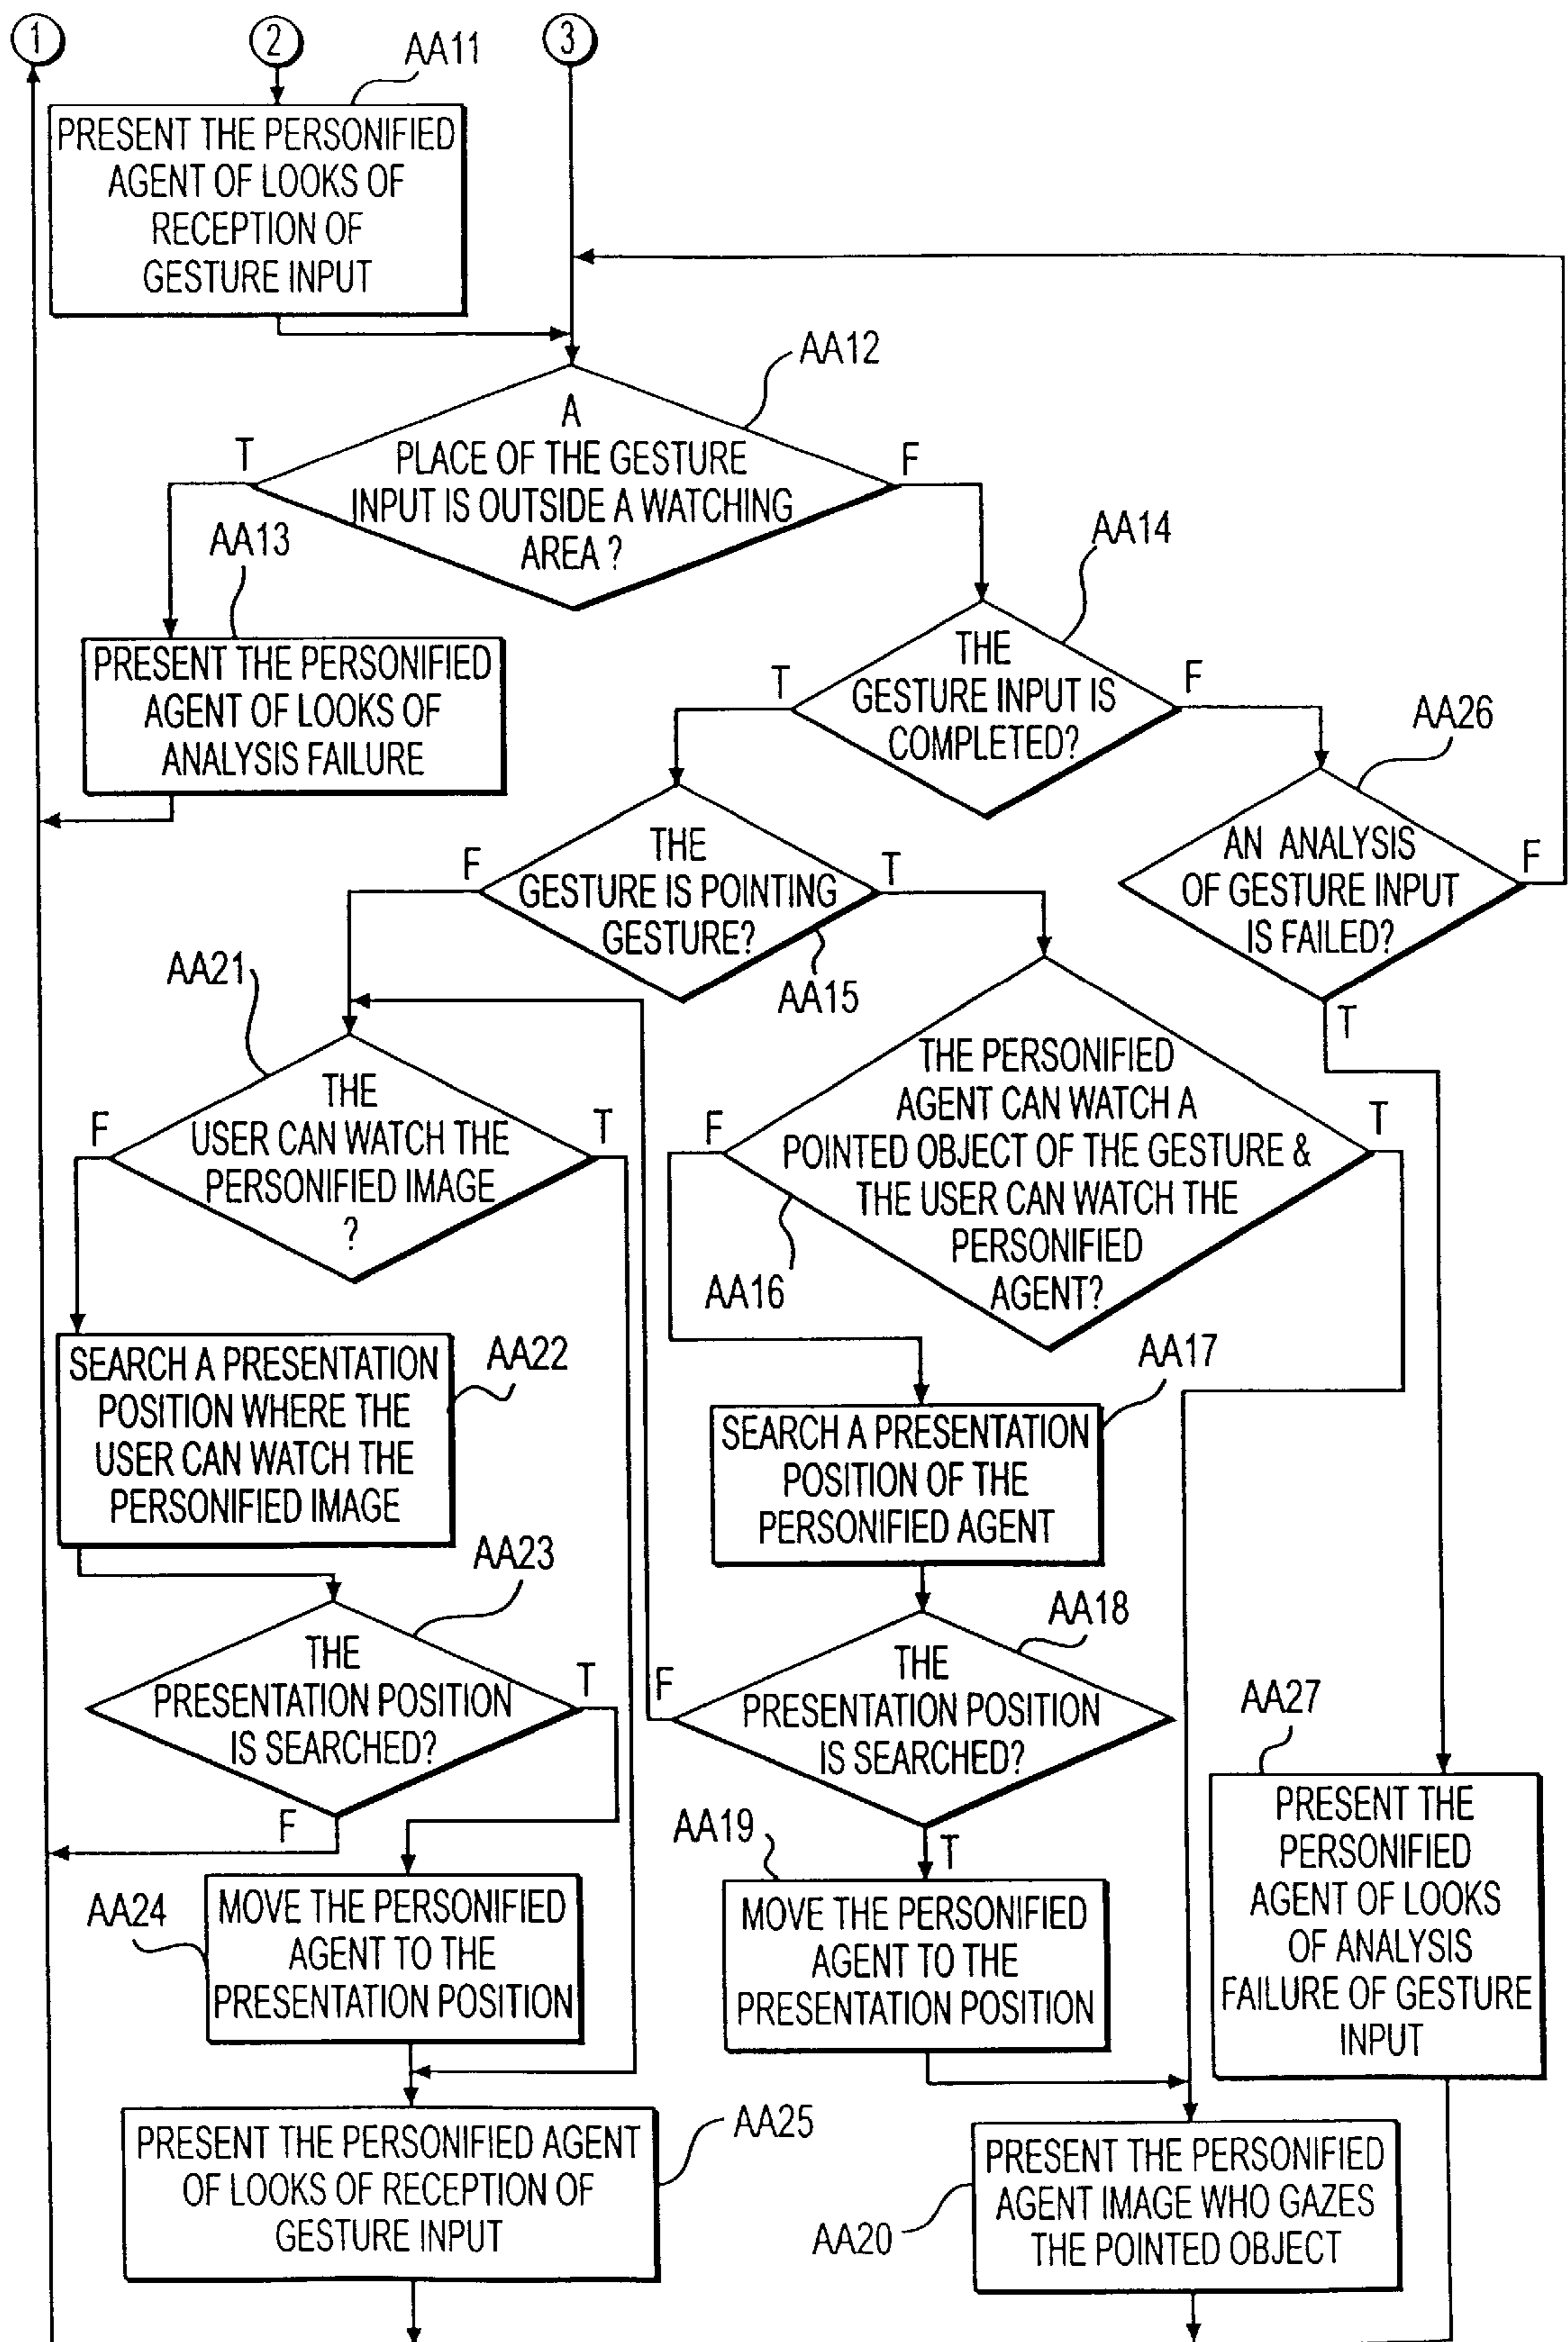 1
2
3
AA11
PRESENT THE PERSONIFIED
AGENT OF LOOKS OF
RECEPTION OF
GESTURE INPUT
AA12
A
PLACE OF THE GESTURE
INPUT IS OUTSIDE A WATCHING
AREA ?
T
F
AA13
PRESENT THE PERSONIFIED
AGENT OF LOOKS OF
ANALYSIS FAILURE
AA14
THE
GESTURE INPUT IS
COMPLETED?
T
F
AA26
AN ANALYSIS
OF GESTURE INPUT
IS FAILED?
F
T
THE
GESTURE IS POINTING
GESTURE?
F
T
AA15
AA21
THE
USER CAN WATCH THE
PERSONIFIED IMAGE
?
F
T
THE PERSONIFIED
AGENT CAN WATCH A
POINTED OBJECT OF THE GESTURE &
THE USER CAN WATCH THE
PERSONIFIED
AGENT?
F
T
AA16
AA22
SEARCH A PRESENTATION
POSITION WHERE THE
USER CAN WATCH THE
PERSONIFIED IMAGE
AA17
SEARCH A PRESENTATION
POSITION OF THE
PERSONIFIED AGENT
AA23
THE
PRESENTATION POSITION
IS SEARCHED?
T
F
AA18
THE
PRESENTATION POSITION
IS SEARCHED?
F
T
AA27
PRESENT THE
PERSONIFIED
AGENT OF LOOKS
OF ANALYSIS
FAILURE OF GESTURE
INPUT
AA24
MOVE THE PERSONIFIED
AGENT TO THE
PRESENTATION POSITION
AA19
MOVE THE PERSONIFIED
AGENT TO THE
PRESENTATION POSITION
AA25
PRESENT THE PERSONIFIED AGENT
OF LOOKS OF RECEPTION OF
GESTURE INPUT
AA20
PRESENT THE PERSONIFIED
AGENT IMAGE WHO GAZES
THE POINTED OBJECT